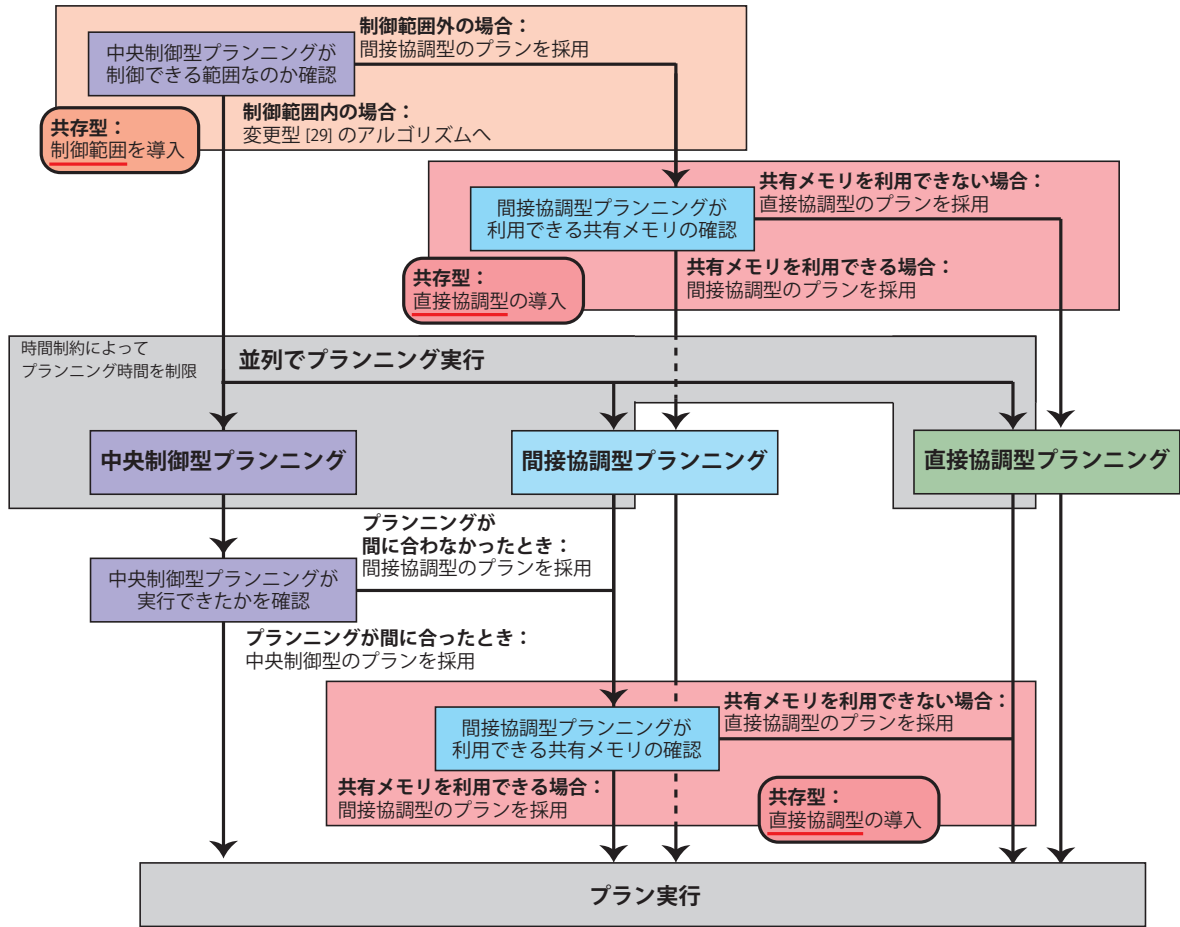 制御範囲外の場合：
間接協調型のプランを採用
中央制御型プランニングが
制御できる範囲なのか確認
制御範囲内の場合：
変更型 [29] のアルゴリズムへ
共存型：
制御範囲を導入
共有メモリを利用できない場合：
直接協調型のプランを採用
間接協調型プランニングが
利用できる共有メモリの確認
共有メモリを利用できる場合：
間接協調型のプランを採用
共存型：
直接協調型の導入
時間制約によって
プランニング時間を制限
並列でプランニング実行
中央制御型プランニング
間接協調型プランニング
直接協調型プランニング
プランニングが
間に合わなかったとき：
間接協調型のプランを採用
中央制御型プランニングが
実行できたかを確認
プランニングが間に合ったとき：
中央制御型のプランを採用
共有メモリを利用できない場合：
直接協調型のプランを採用
間接協調型プランニングが
利用できる共有メモリの確認
共有メモリを利用できる場合：
間接協調型のプランを採用
共存型：
直接協調型の導入
プラン実行